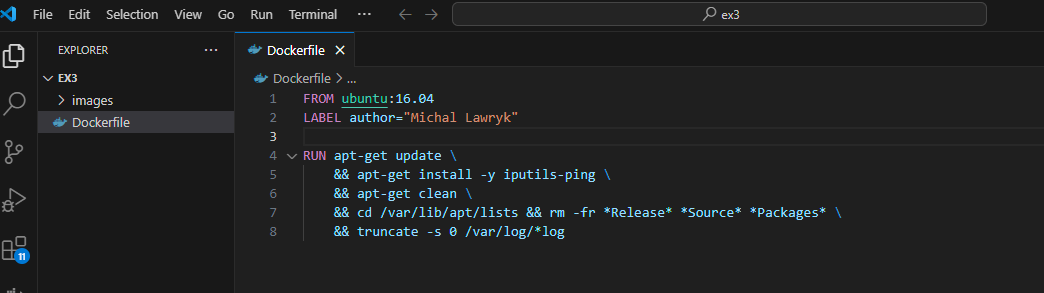 File Edit Selection View Go Run Terminal ··· ex3
EXPLORER ···
EX3
images
Dockerfile
11
Dockerfile
Dockerfile > ...
1 FROM ubuntu:16.04
2 LABEL author="Michal Lawryk"
3
4 RUN apt-get update \
5 && apt-get install -y iputils-ping \
6 && apt-get clean \
7 && cd /var/lib/apt/lists && rm -fr *Release* *Source* *Packages* \
8 && truncate -s 0 /var/log/*log